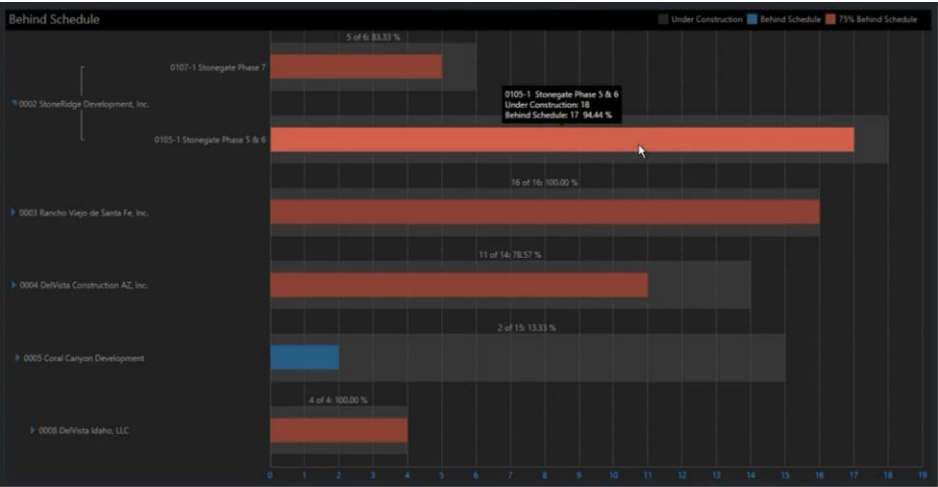 Behind Schedule
Under Construction Behind Schedule 75% Behind Schedule
5 of 6: 83.33 %
0107-1 Stonegate Phase 7
0002 StoneRidge Development, Inc.
0105-1 Stonegate Phase 5 & 6
Under Construction: 18
Behind Schedule: 17 94.44 %
0105-1 Stonegate Phase 5 & 6
16 of 16: 100.00 %
0003 Rancho Viejo de Santa Fe, Inc.
11 of 14: 78.57 %
0004 DelVista Construction AZ, Inc.
2 of 15: 13.33 %
0005 Coral Canyon Development
4 of 4: 100.00 %
0008 DelVista Idaho, LLC
0 1 2 3 4 5 6 7 8 9 10 11 12 13 14 15 16 17 18 19